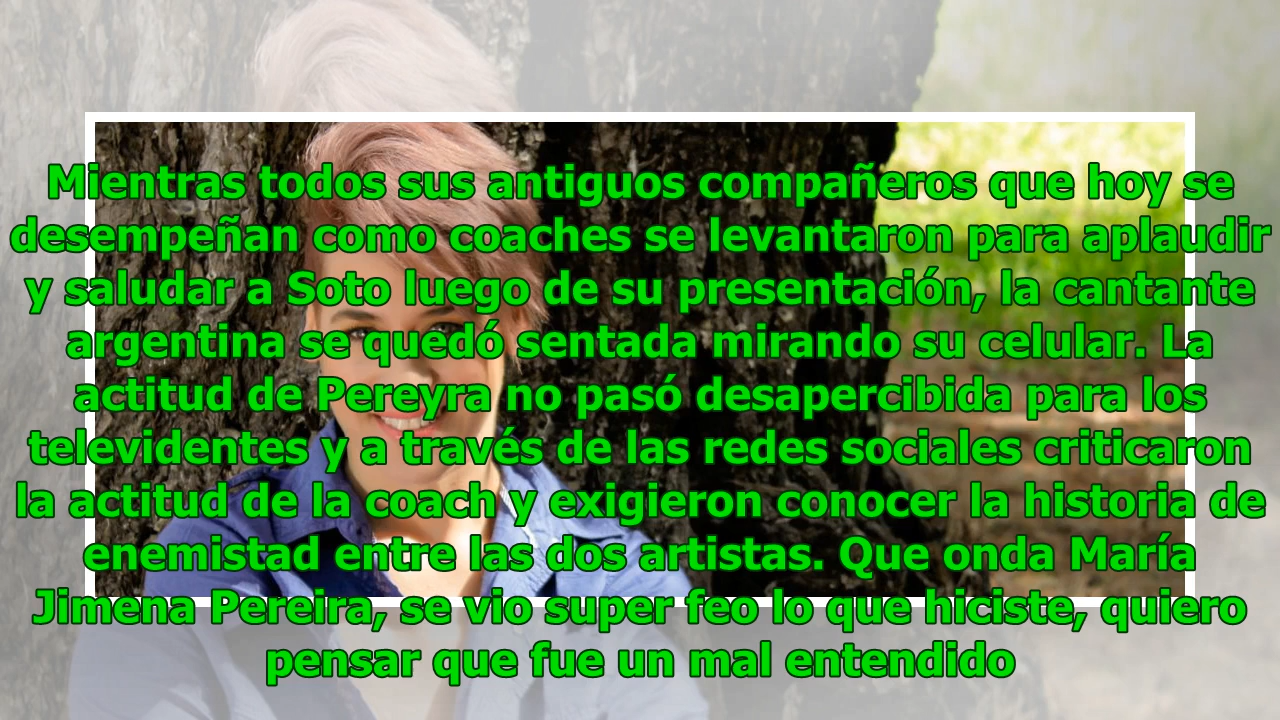 Mientras todos sus antiguos compañeros que hoy se
desempeñan como coaches se levantaron para aplaudir
y saludar a Soto luego de su presentación, la cantante
argentina se quedó sentada mirando su celular. La
actitud de Pereyra no pasó desapercibida para los
televidentes y a través de las redes sociales criticaron
la actitud de la coach y exigieron conocer la historia de
enemistad entre las dos artistas. Que onda María
Jimena Pereira, se vio super feo lo que hiciste, quiero
pensar que fue un mal entendido